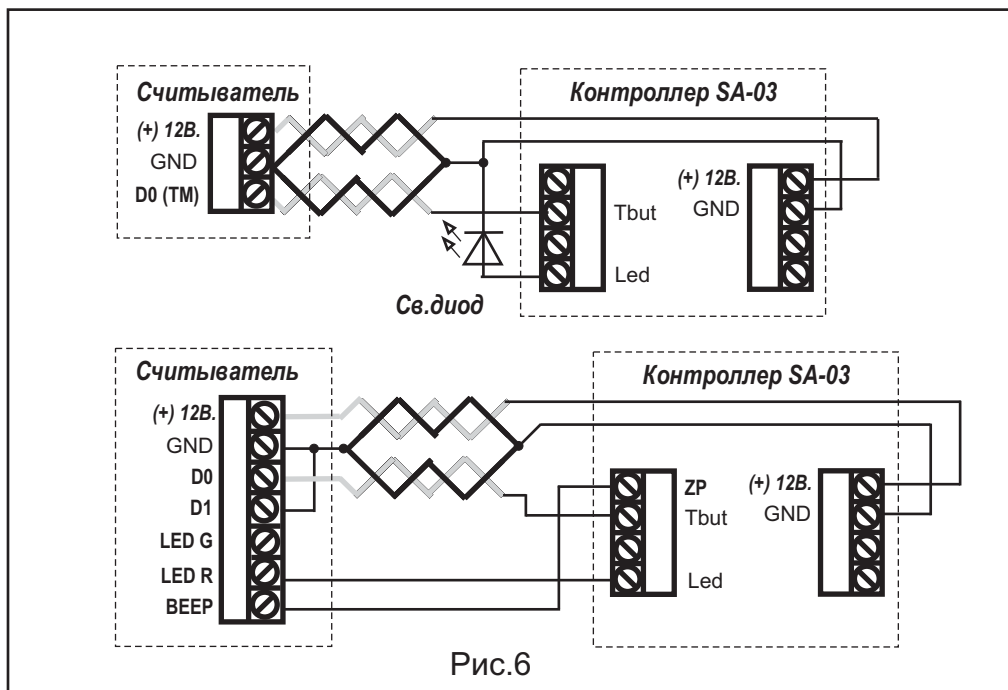 Считыватель
(+) 12В.
GND
D0 (TM)
Контроллер SA-03
Tbut
Led
(+) 12В.
GND
Св.диод
Считыватель
(+) 12В.
GND
D0
D1
LED G
LED R
BEEP
Контроллер SA-03
ZP
Tbut
Led
(+) 12В.
GND
Рис.6